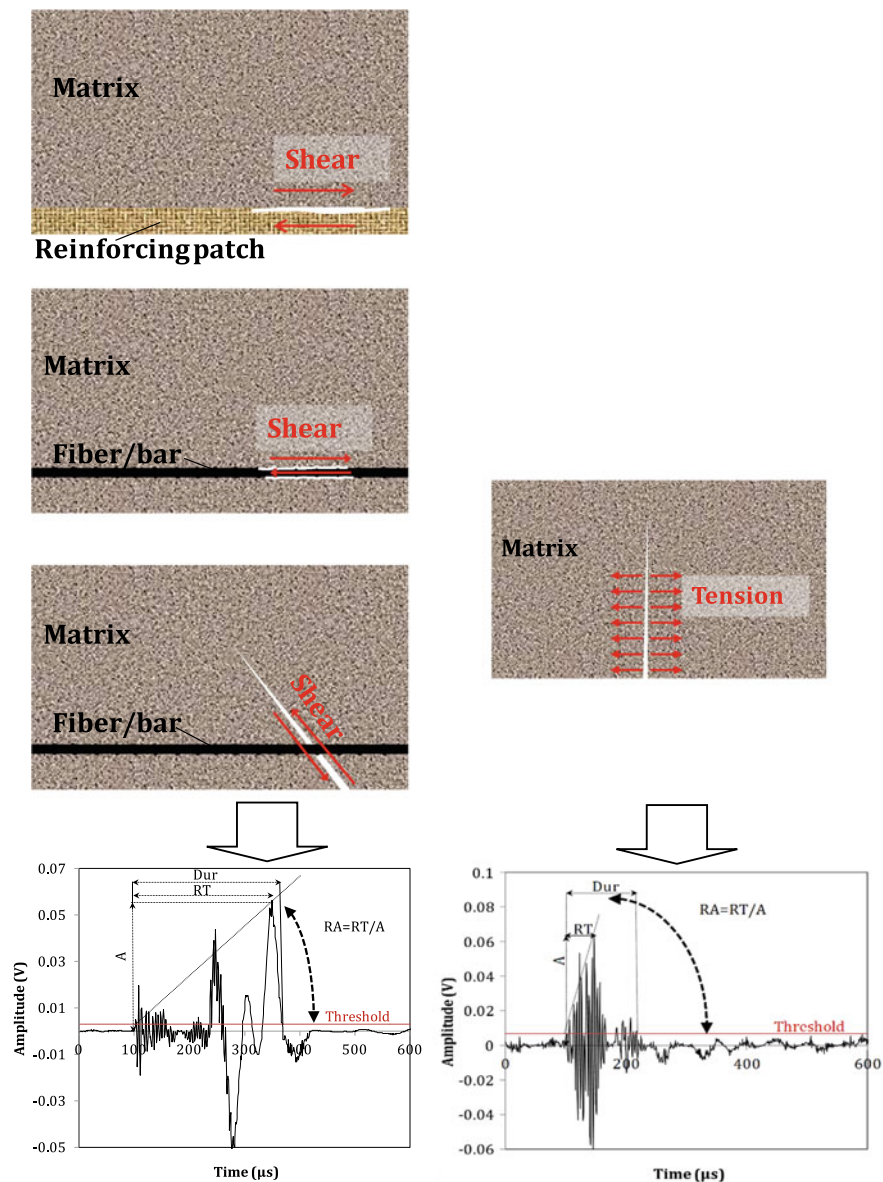 Matrix
Shear
Reinforcing patch
Matrix
Shear
Fiber/bar
Matrix
Shear
Fiber/bar
Matrix
Tension
0.07
0.05
0.03
0.01
-0.01
-0.03
-0.05
0
100
200
300
400
500
600
Amplitude (V)
Time (µs)
Dur
RT
A
RA=RT/A
Threshold
0.1
0.08
0.06
0.04
0.02
0
-0.02
-0.04
-0.06
0
200
400
600
Amplitude (V)
Time (µs)
Dur
RT
A
RA=RT/A
Threshold